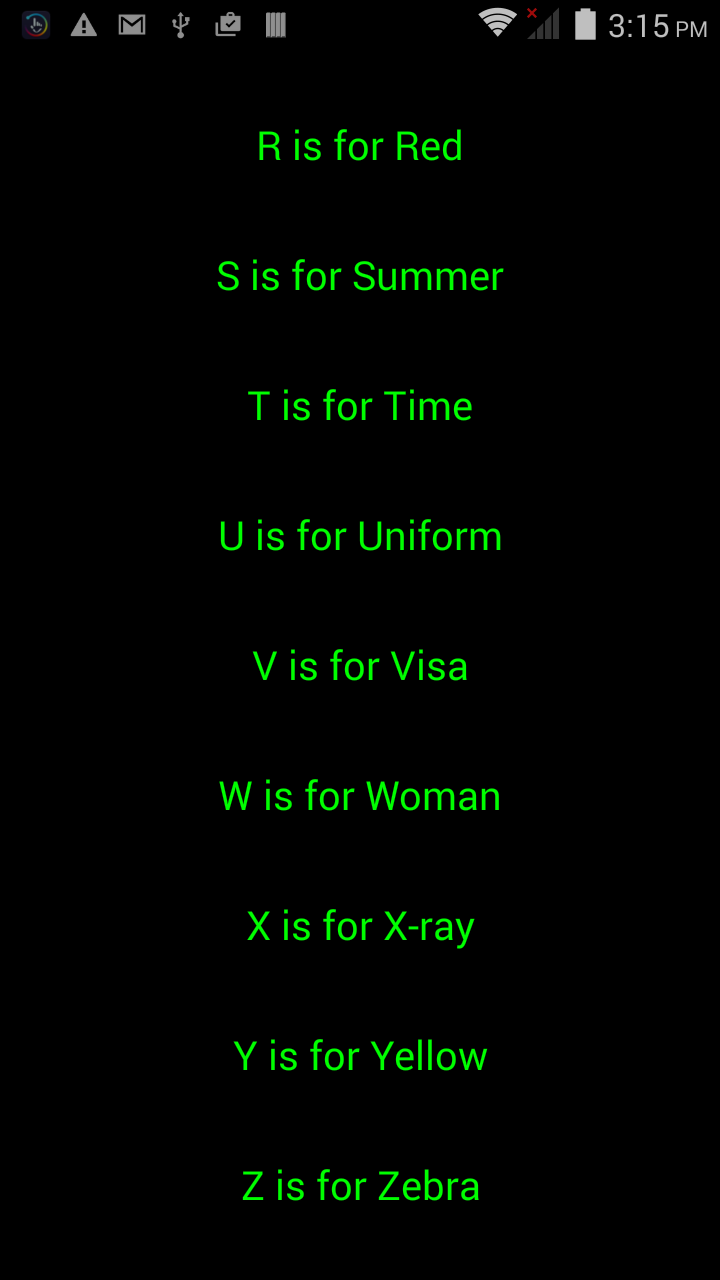 3:15 PM
R is for Red
S is for Summer
T is for Time
U is for Uniform
V is for Visa
W is for Woman
X is for X-ray
Y is for Yellow
Z is for Zebra